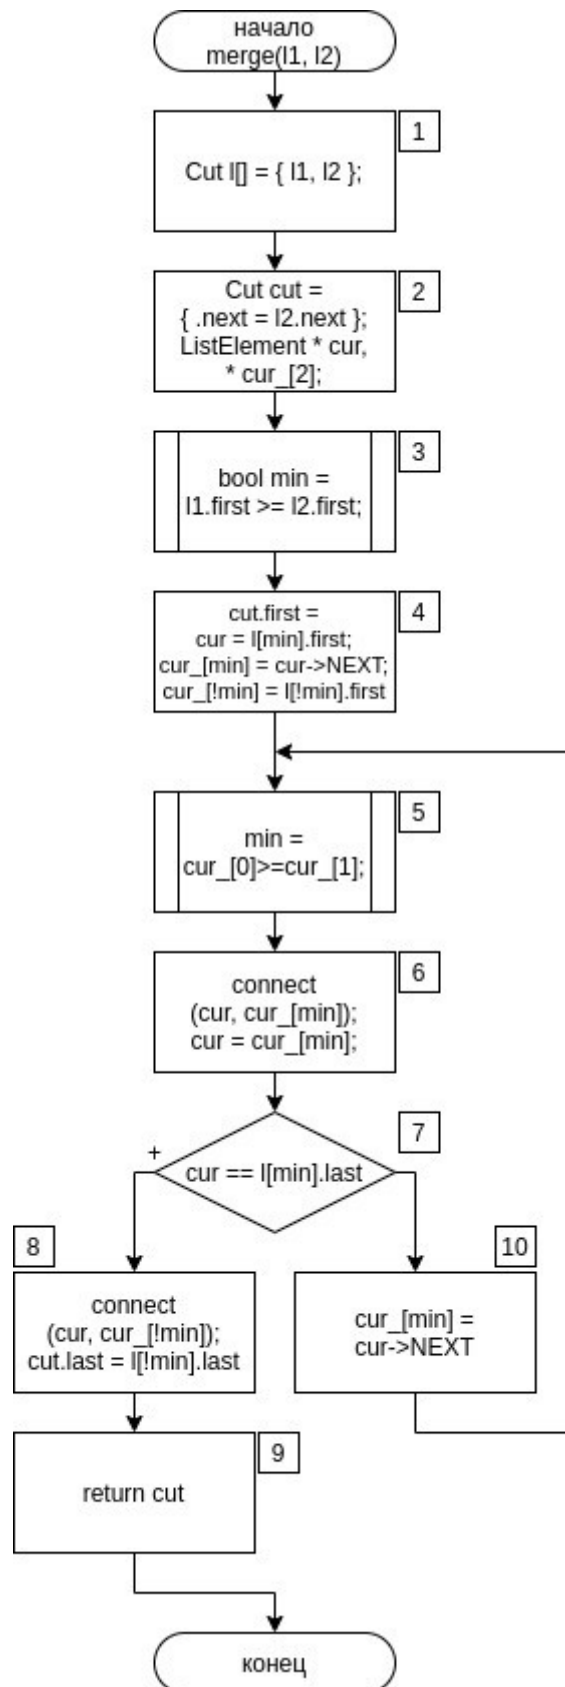 начало
merge(l1, l2)
1
Cut l[] = { l1, l2 };
2
Cut cut =
{ .next = l2.next };
ListElement * cur,
* cur_[2];
3
bool min =
l1.first >= l2.first;
4
cut.first =
cur = l[min].first;
cur_[min] = cur->NEXT;
cur_[!min] = l[!min].first
5
min =
cur_[0]>=cur_[1];
6
connect
(cur, cur_[min]);
cur = cur_[min];
7
+
cur == l[min].last
8
connect
(cur, cur_[!min]);
cut.last = l[!min].last
10
cur_[min] =
cur->NEXT
9
return cut
конец